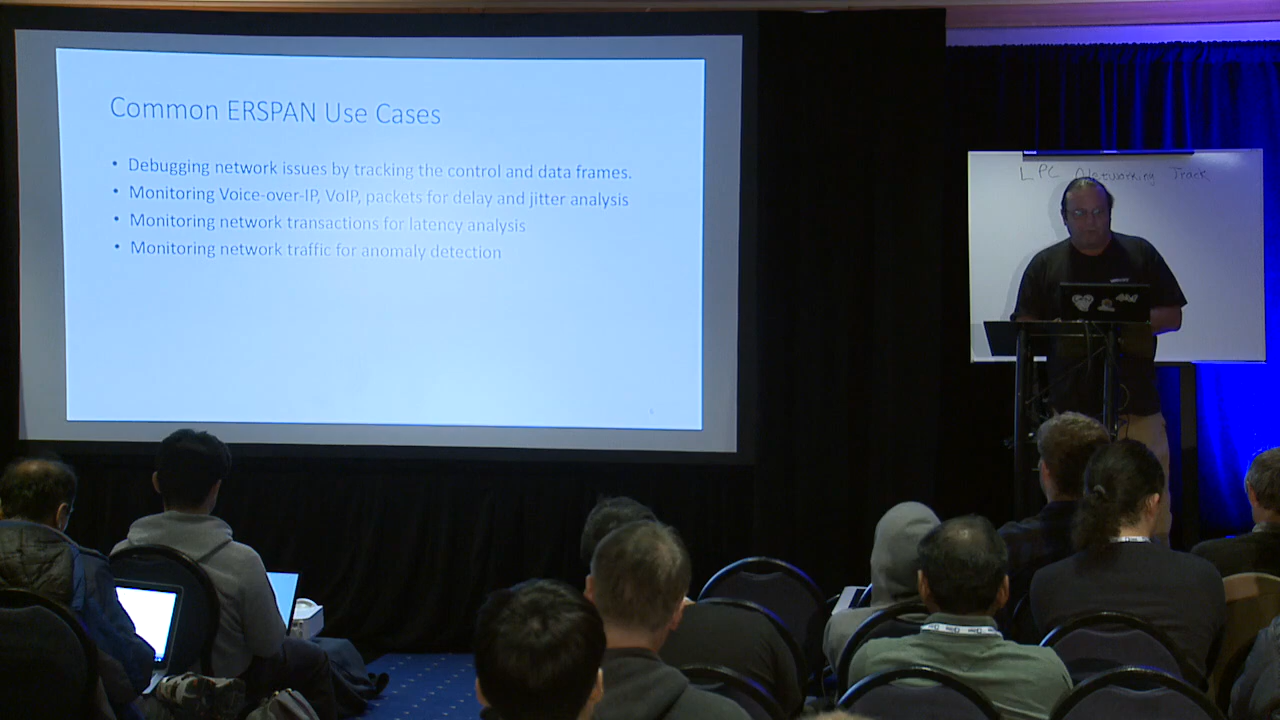 Common ERSPAN Use Cases
• Debugging network issues by tracking the control and data frames.
• Monitoring Voice-over-IP, VoIP, packets for delay and jitter analysis
• Monitoring network transactions for latency analysis
• Monitoring network traffic for anomaly detection
LPC Networking Track